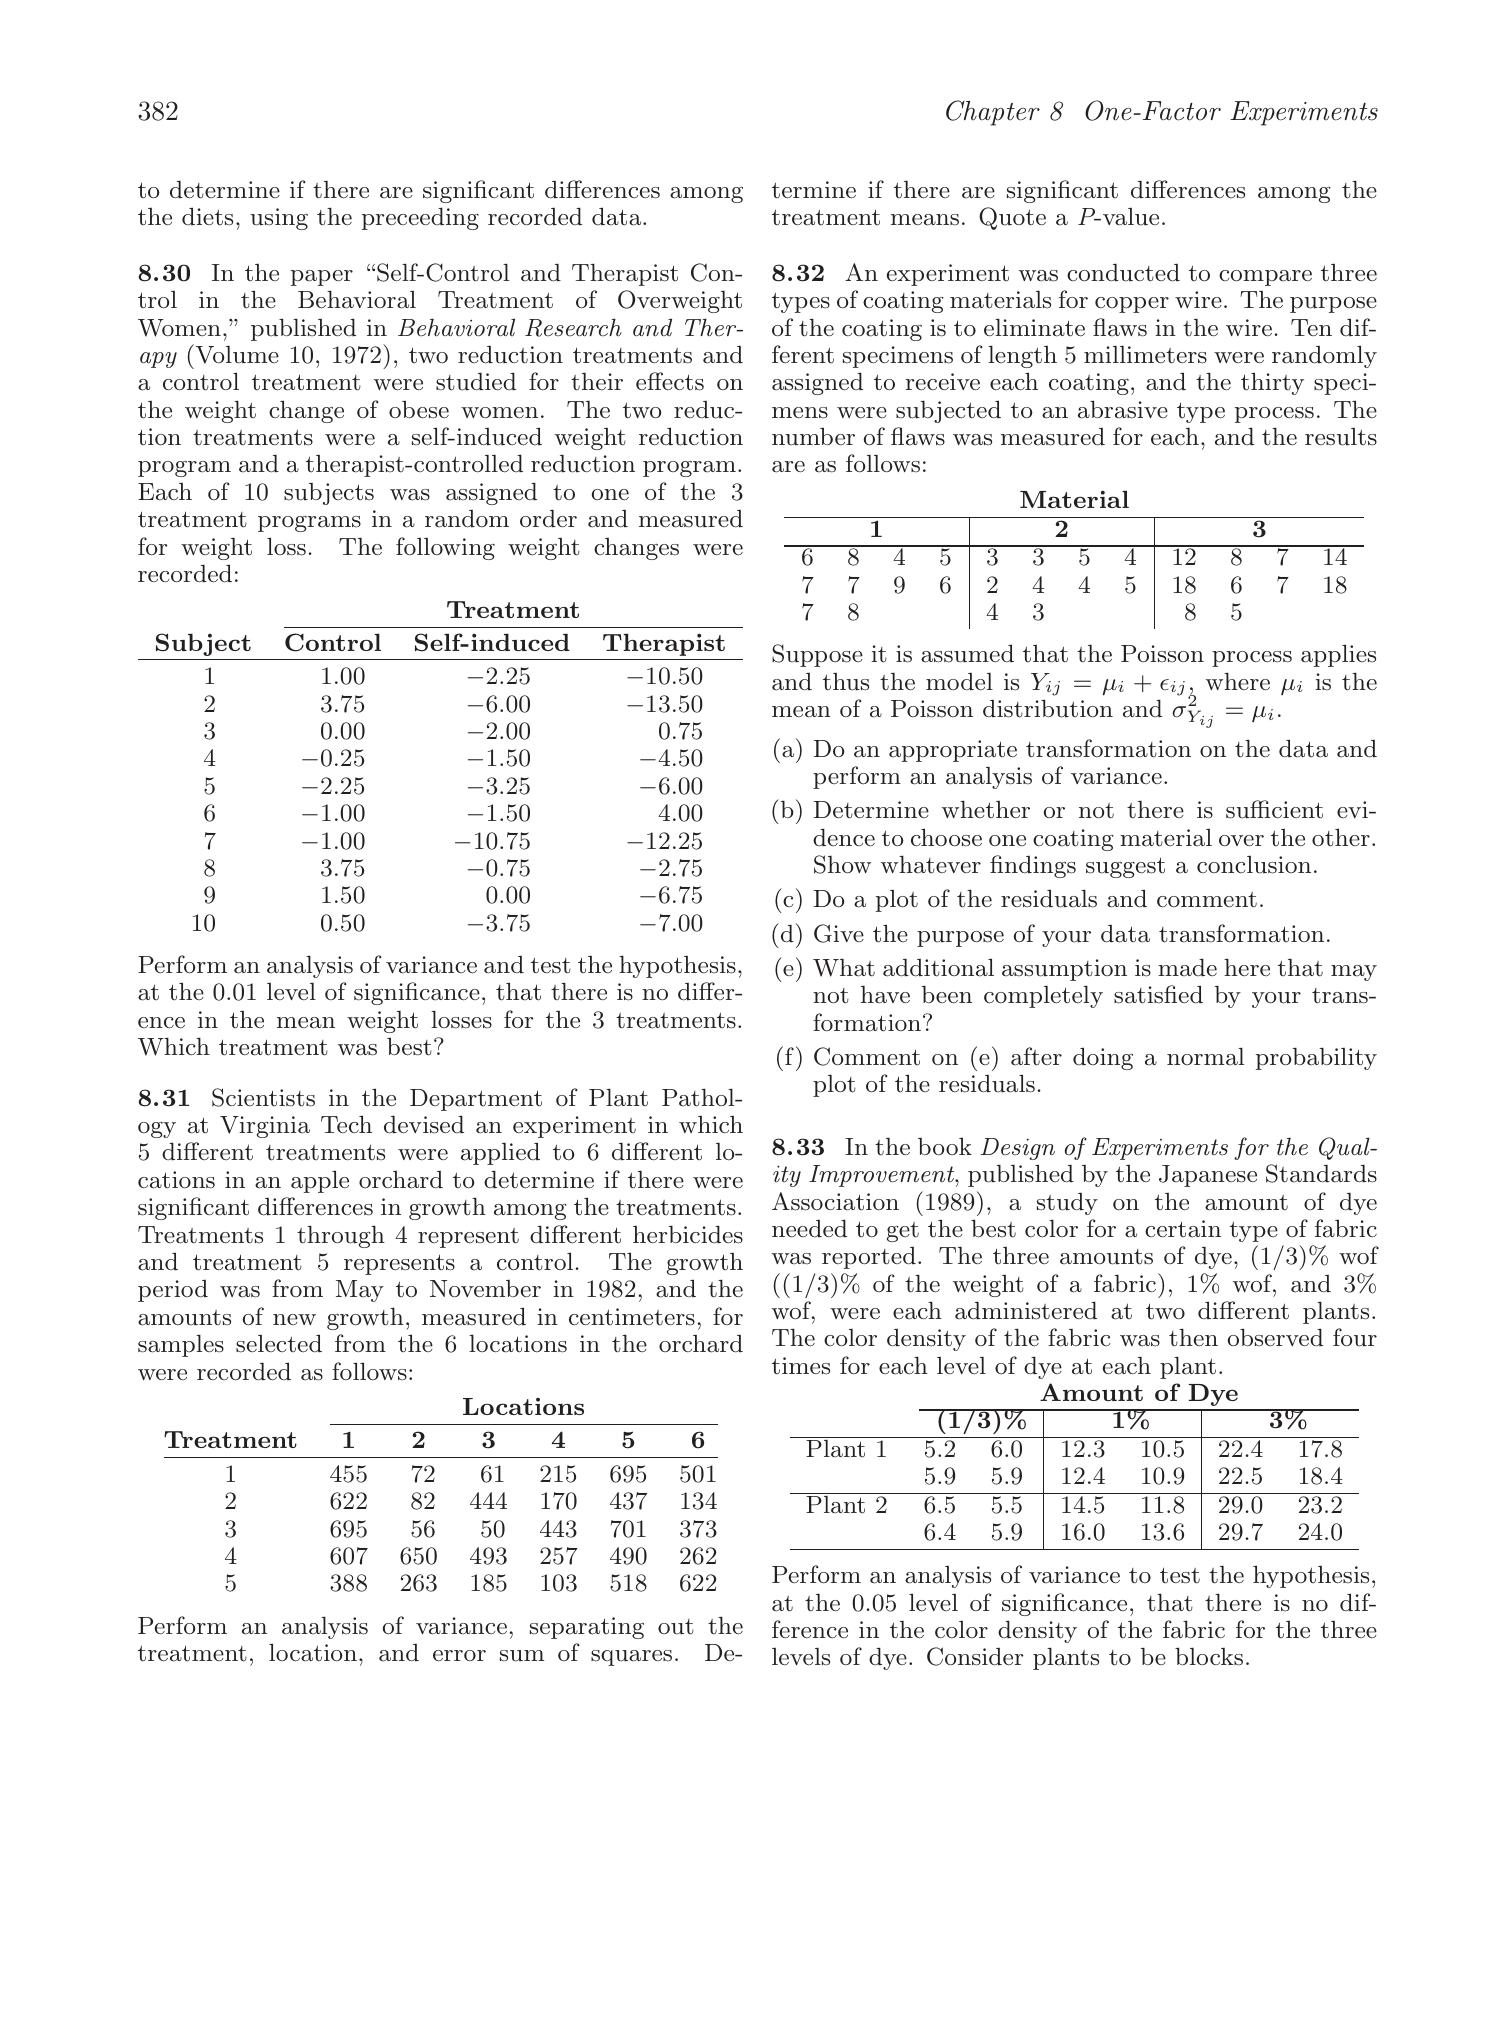 382
Chapter 8 One-Factor Experiments
to determine if there are significant differences among
the diets, using the preceeding recorded data.
8.30 In the paper “Self-Control and Therapist Con-
trol in the Behavioral Treatment of Overweight
Women,” published in Behavioral Research and Ther-
apy (Volume 10, 1972), two reduction treatments and
a control treatment were studied for their effects on
the weight change of obese women. The two reduc-
tion treatments were a self-induced weight reduction
program and a therapist-controlled reduction program.
Each of 10 subjects was assigned to one of the 3
treatment programs in a random order and measured
for weight loss. The following weight changes were
recorded:
Treatment
Subject Control Self-induced Therapist
1 1.00 −2.25 −10.50
2 3.75 −6.00 −13.50
3 0.00 −2.00 0.75
4 −0.25 −1.50 −4.50
5 −2.25 −3.25 −6.00
6 −1.00 −1.50 4.00
7 −1.00 −10.75 −12.25
8 3.75 −0.75 −2.75
9 1.50 0.00 −6.75
10 0.50 −3.75 −7.00
Perform an analysis of variance and test the hypothesis,
at the 0.01 level of significance, that there is no differ-
ence in the mean weight losses for the 3 treatments.
Which treatment was best?
8.31 Scientists in the Department of Plant Pathol-
ogy at Virginia Tech devised an experiment in which
5 different treatments were applied to 6 different lo-
cations in an apple orchard to determine if there were
significant differences in growth among the treatments.
Treatments 1 through 4 represent different herbicides
and treatment 5 represents a control. The growth
period was from May to November in 1982, and the
amounts of new growth, measured in centimeters, for
samples selected from the 6 locations in the orchard
were recorded as follows:
Locations
Treatment 1 2 3 4 5 6
1 455 72 61 215 695 501
2 622 82 444 170 437 134
3 695 56 50 443 701 373
4 607 650 493 257 490 262
5 388 263 185 103 518 622
Perform an analysis of variance, separating out the
treatment, location, and error sum of squares. De-
termine if there are significant differences among the
treatment means. Quote a P-value.
8.32 An experiment was conducted to compare three
types of coating materials for copper wire. The purpose
of the coating is to eliminate flaws in the wire. Ten dif-
ferent specimens of length 5 millimeters were randomly
assigned to receive each coating, and the thirty speci-
mens were subjected to an abrasive type process. The
number of flaws was measured for each, and the results
are as follows:
Material
1 2 3
6 8 4 5 3 3 5 4 12 8 7 14
7 7 9 6 2 4 4 5 18 6 7 18
7 8 4 3 8 5
Suppose it is assumed that the Poisson process applies
and thus the model is Yij = μi + ϵij, where μi is the
mean of a Poisson distribution and σ²Yij = μi.
(a) Do an appropriate transformation on the data and
perform an analysis of variance.
(b) Determine whether or not there is sufficient evi-
dence to choose one coating material over the other.
Show whatever findings suggest a conclusion.
(c) Do a plot of the residuals and comment.
(d) Give the purpose of your data transformation.
(e) What additional assumption is made here that may
not have been completely satisfied by your trans-
formation?
(f) Comment on (e) after doing a normal probability
plot of the residuals.
8.33 In the book Design of Experiments for the Qual-
ity Improvement, published by the Japanese Standards
Association (1989), a study on the amount of dye
needed to get the best color for a certain type of fabric
was reported. The three amounts of dye, (1/3)% wof
((1/3)% of the weight of a fabric), 1% wof, and 3%
wof, were each administered at two different plants.
The color density of the fabric was then observed four
times for each level of dye at each plant.
Amount of Dye
(1/3)% 1% 3%
Plant 1 5.2 6.0 12.3 10.5 22.4 17.8
5.9 5.9 12.4 10.9 22.5 18.4
Plant 2 6.5 5.5 14.5 11.8 29.0 23.2
6.4 5.9 16.0 13.6 29.7 24.0
Perform an analysis of variance to test the hypothesis,
at the 0.05 level of significance, that there is no dif-
ference in the color density of the fabric for the three
levels of dye. Consider plants to be blocks.